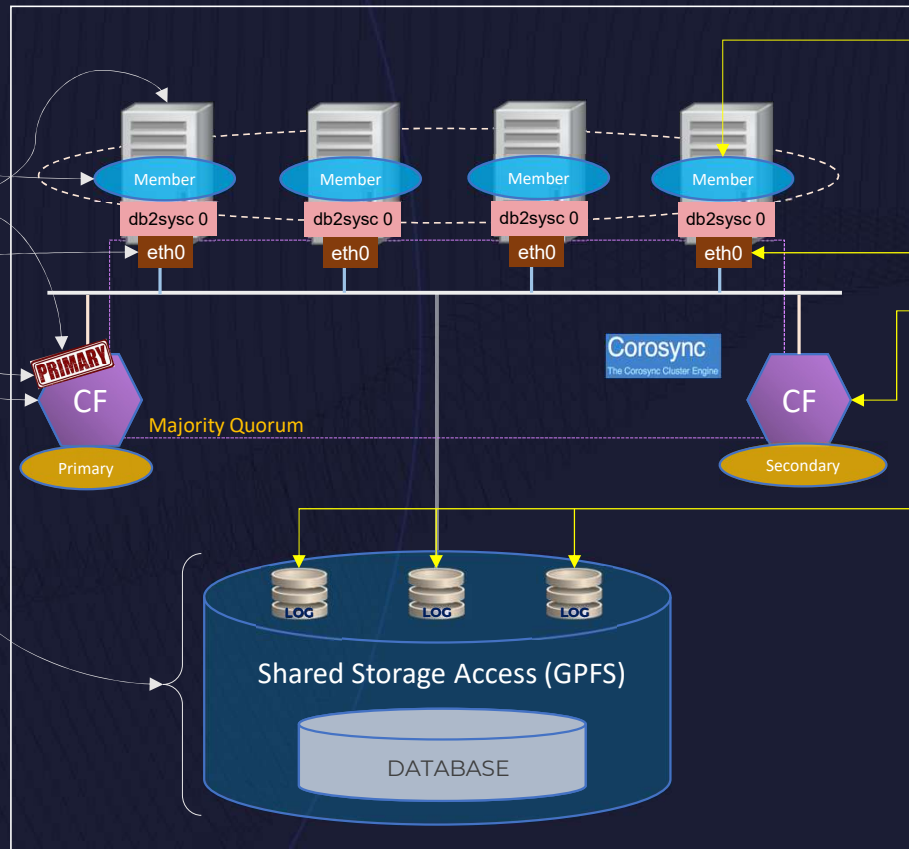 Member
Member
Member
Member
db2sysc 0
db2sysc 0
db2sysc 0
db2sysc 0
eth0
eth0
eth0
eth0
PRIMARY
CF
Primary
Majority Quorum
Corosync
The Corosync Cluster Engine
CF
Secondary
LOG
LOG
LOG
Shared Storage Access (GPFS)
DATABASE